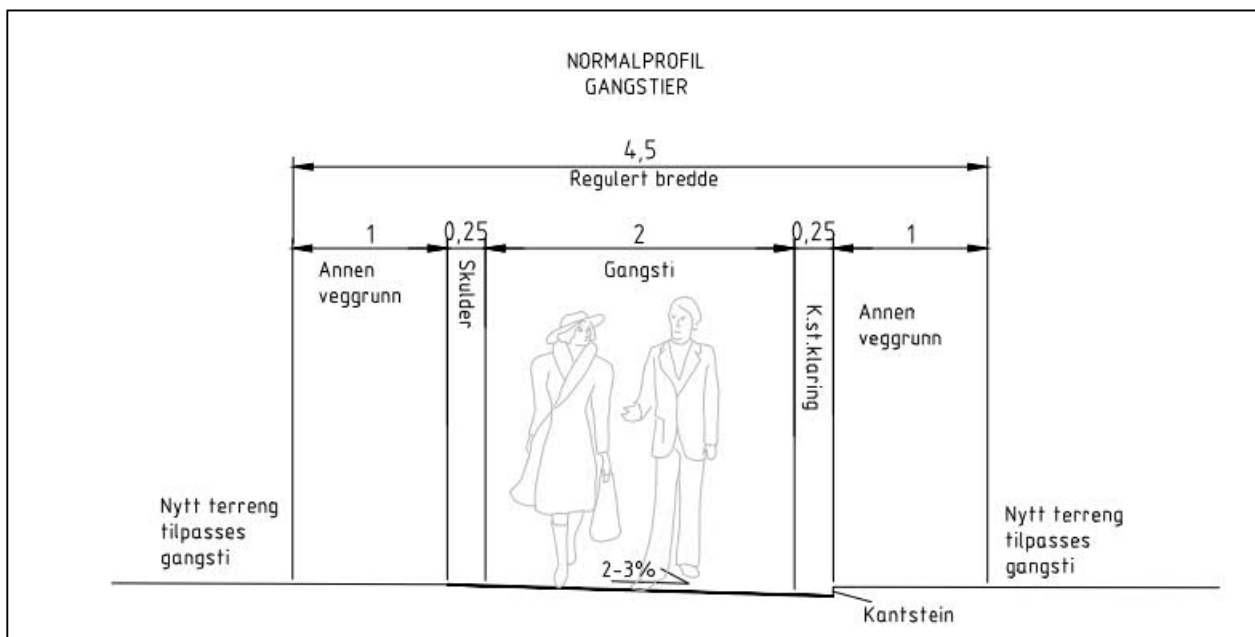 NORMALPROFIL
GANGSTIER
4,5
Regulert bredde
1
0,25
2
0,25
1
Annen
veggrunn
Skulder
Gangsti
K.st.klaring
Annen
veggrunn
Nytt terreng
tilpasses
gangsti
2-3%
Nytt terreng
tilpasses
gangsti
Kantstein